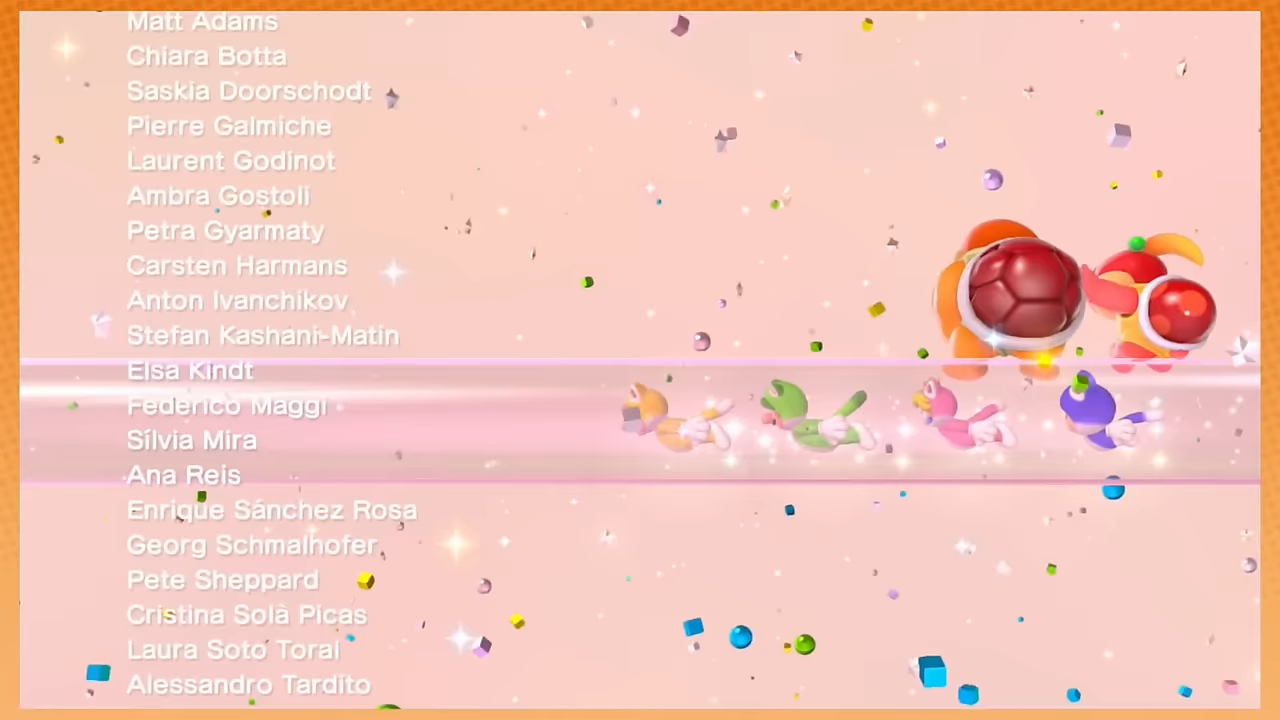 Matt Adams
Chiara Botta
Saskia Doorschodt
Pierre Galmiche
Laurent Godinot
Ambra Gostoli
Petra Gyarmaty
Carsten Harmans
Anton Ivanchikov
Stefan Kashani-Matin
Elsa Kindt
Federico Maggi
Sílvia Mira
Ana Reis
Enrique Sánchez Rosa
Georg Schmalhofer
Pete Sheppard
Cristina Solà Picas
Laura Soto Toral
Alessandro Tardito